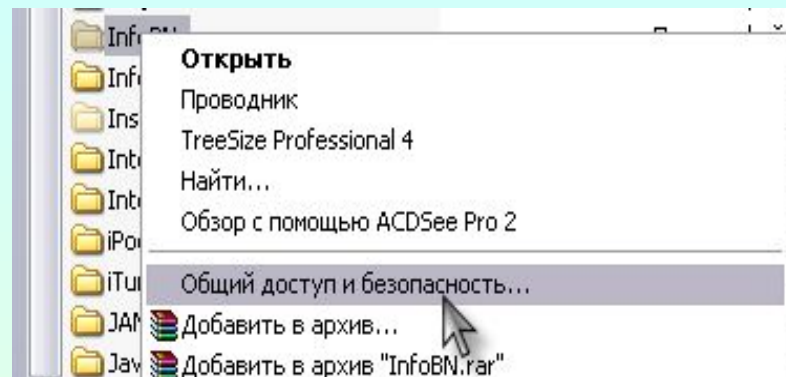 InfoBN
Открыть
Проводник
TreeSize Professional 4
Найти...
Обзор с помощью ACDSee Pro 2
Общий доступ и безопасность...
Добавить в архив...
Добавить в архив "InfoBN.rar"